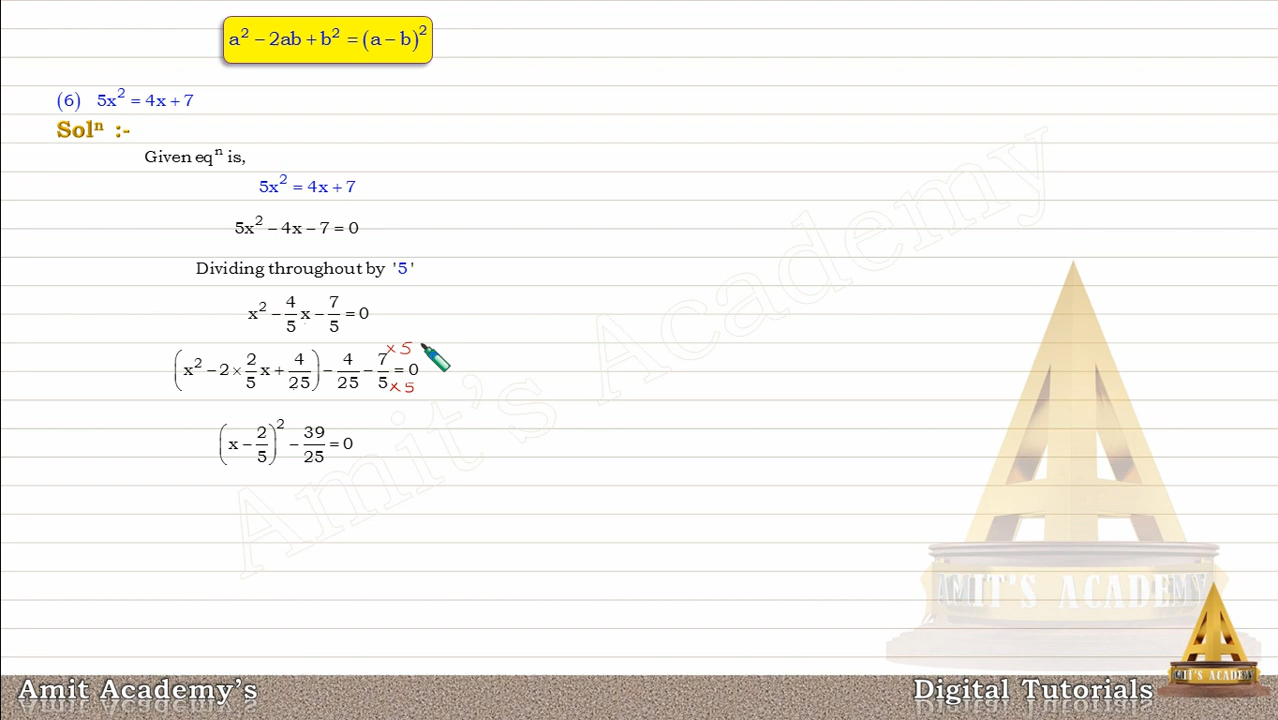 a² − 2ab + b² = (a − b)²
(6) 5x² = 4x + 7
Solⁿ :-
Given eqⁿ is,
5x² = 4x + 7
5x² − 4x − 7 = 0
Dividing throughout by '5'
x² − 4/5 x − 7/5 = 0
(x² − 2 × 2/5 x + 4/25) − 4/25 − 7/5 × 5 × 5 = 0
(x − 2/5)² − 39/25 = 0
Amit's Academy
AMIT'S ACADEMY
MIT'S ACADEM
Amit Academy's
Digital Tutorials